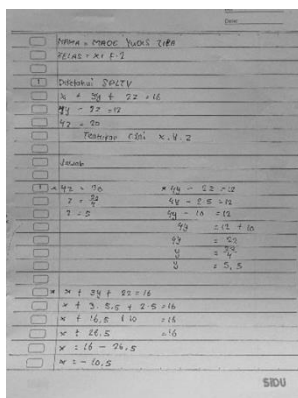 Date
NAMA = MADE YUDIS
KELAS = XI F-2
1 Diketahui SPLTV
x + 3y + 2z = 16
4y - 2z = 12
4z = 20
Tentukan nilai x.y.z
Jawab
1 * 4z = 20 * 4y - 2z = 12
z = 20/4 4y - 2.5 = 12
z = 5 4y - 10 = 12
4y = 12 + 10
4y = 22
y = 22/4
y = 5,5
* x + 3y + 2z = 16
x + 3. 5,5 + 2.5 = 16
x + 16,5 + 10 = 16
x + 26,5 = 16
x = 16 - 26,5
x = - 10,5
SIDU